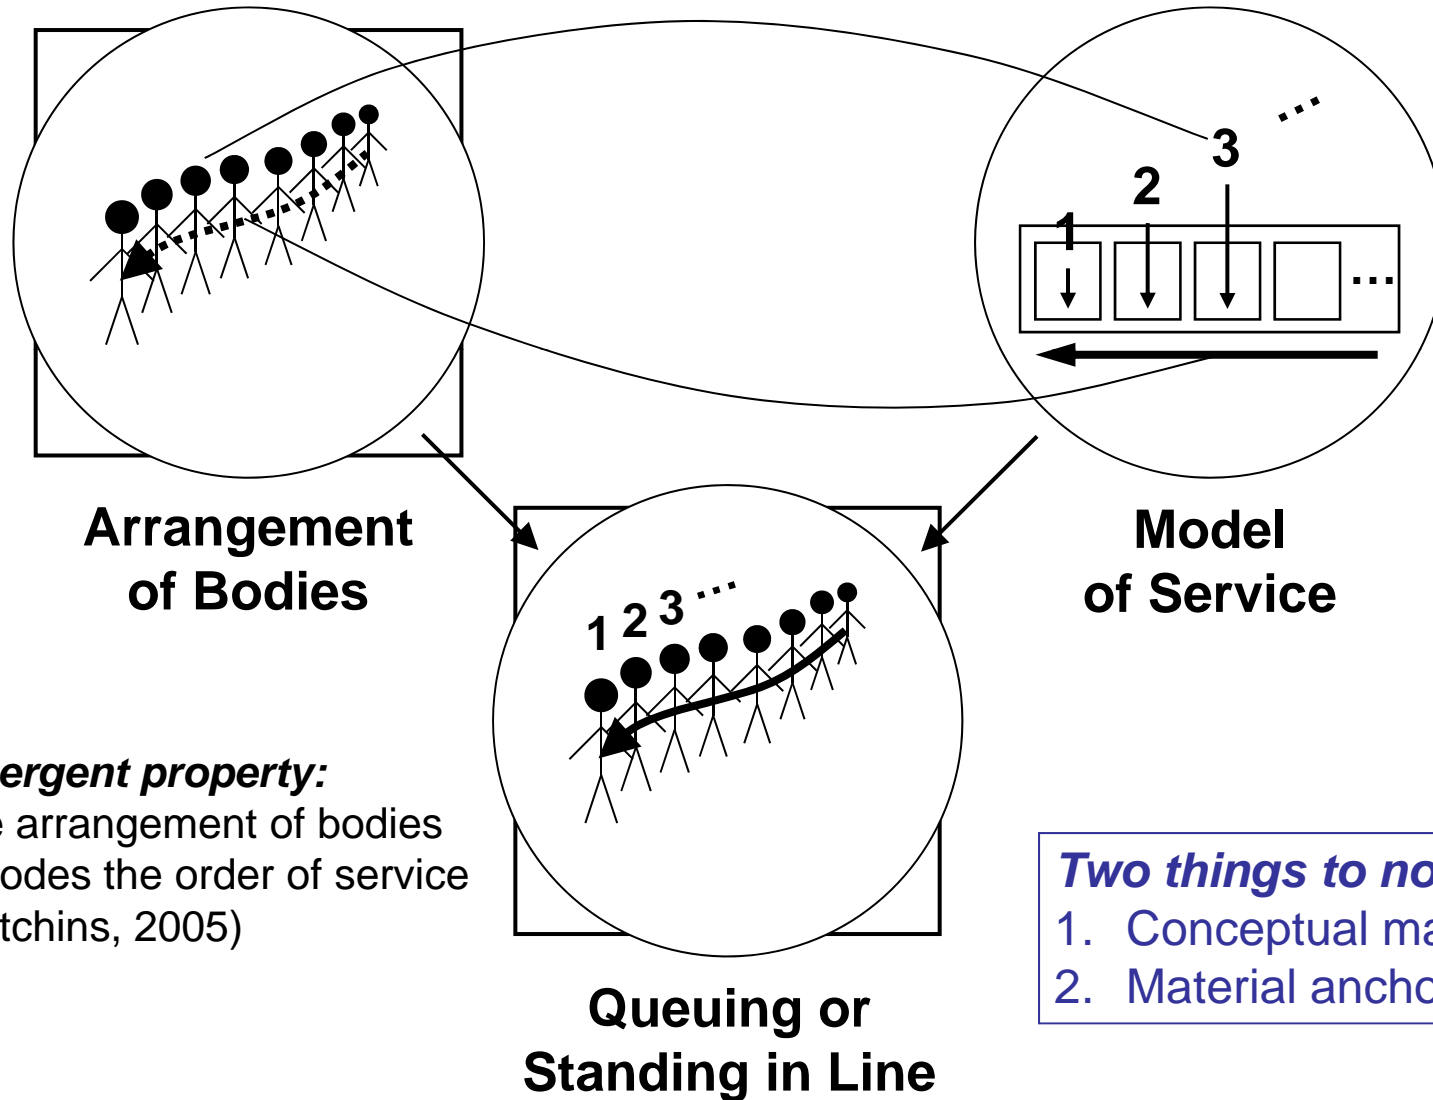 3
2
1
...
Arrangement
of Bodies
Model
of Service
1 2 3 ...
ergent property:
e arrangement of bodies
odes the order of service
tchins, 2005)
Two things to no
1. Conceptual ma
2. Material ancho
Queuing or
Standing in Line